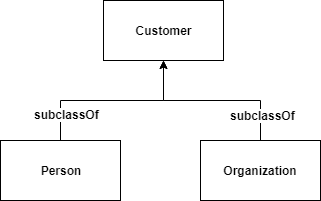 Customer
subclassOf
subclassOf
Person
Organization